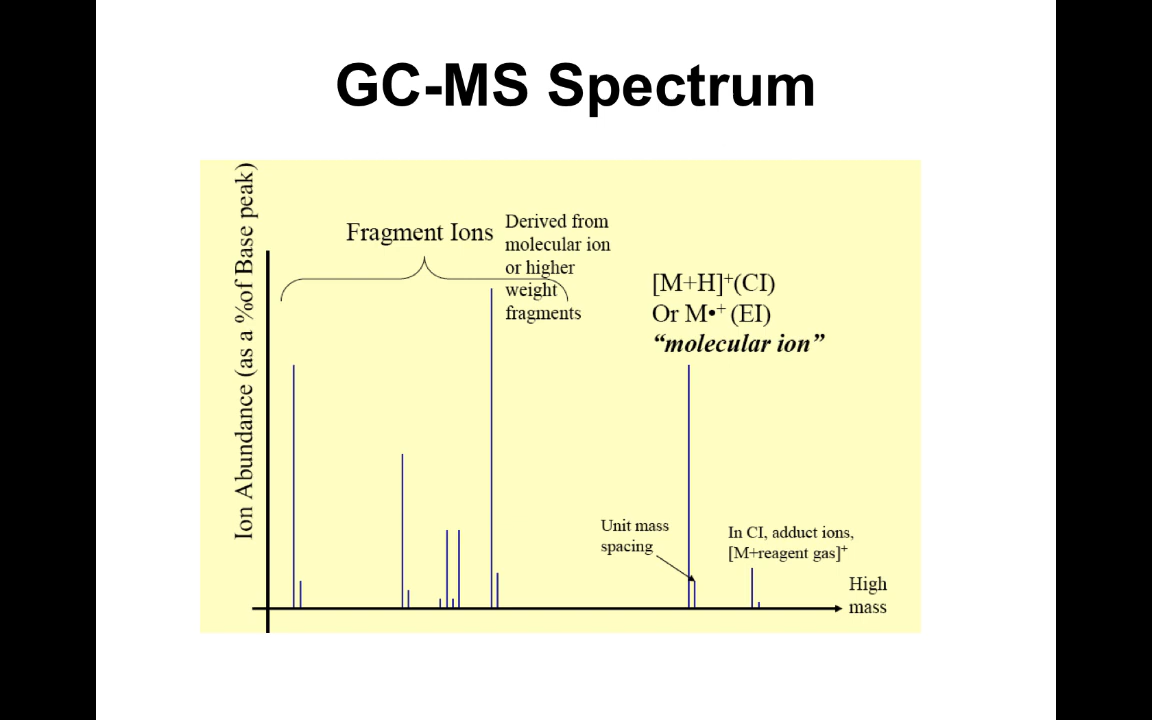 GC-MS Spectrum
Ion Abundance (as a %of Base peak)
Fragment Ions
Derived from
molecular ion
or higher
weight
fragments
[M+H]⁺(CI)
Or M•⁺ (EI)
“molecular ion”
Unit mass
spacing
In CI, adduct ions,
[M+reagent gas]⁺
High
mass